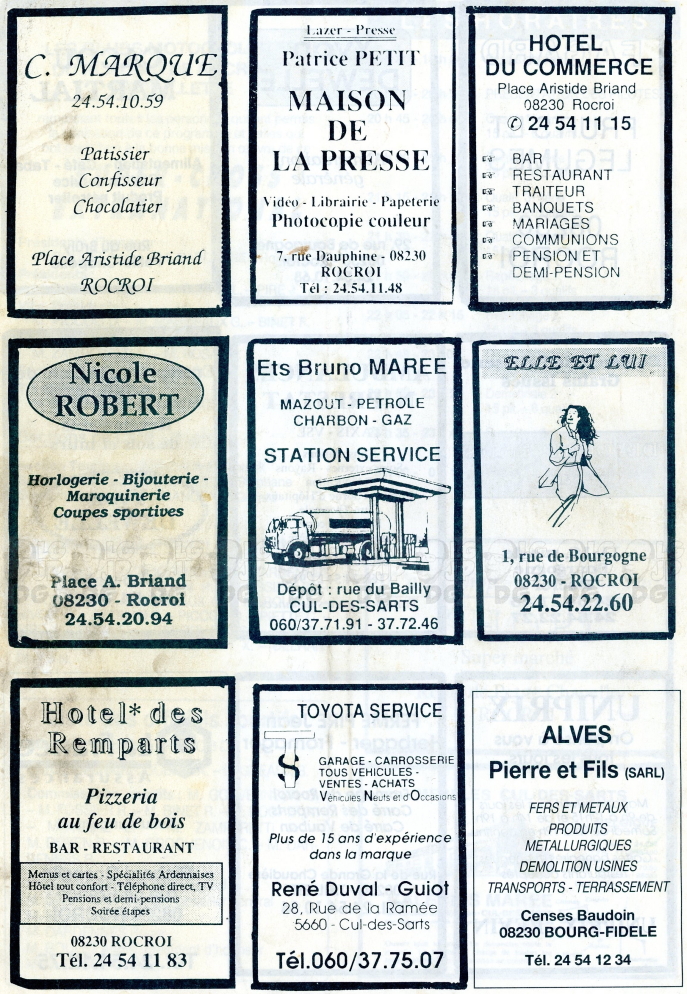 C. MARQUE
24.54.10.59
Patissier
Confisseur
Chocolatier
Place Aristide Briand
ROCROI
Lazer - Presse
Patrice PETIT
MAISON
DE
LA PRESSE
Vidéo - Librairie - Papeterie
Photocopie couleur
7, rue Dauphine - 08230
ROCROI
Tél : 24.54.11.48
HOTEL
DU COMMERCE
Place Aristide Briand
08230 Rocroi
✆ 24 54 11 15
☞ BAR
☞ RESTAURANT
☞ TRAITEUR
☞ BANQUETS
☞ MARIAGES
☞ COMMUNIONS
☞ PENSION ET
DEMI-PENSION
Nicole
ROBERT
Horlogerie - Bijouterie -
Maroquinerie
Coupes sportives
Place A. Briand
08230 - Rocroi
24.54.20.94
Ets Bruno MAREE
MAZOUT - PETROLE
CHARBON - GAZ
STATION SERVICE
Dépôt : rue du Bailly
CUL-DES-SARTS
060/37.71.91 - 37.72.46
ELLE ET LUI
1, rue de Bourgogne
08230 - ROCROI
24.54.22.60
Hotel* des
Remparts
Pizzeria
au feu de bois
BAR - RESTAURANT
Menus et cartes - Spécialités Ardennaises
Hôtel tout confort - Téléphone direct, TV
Pensions et demi-pensions
Soirée étapes
08230 ROCROI
Tél. 24 54 11 83
TOYOTA SERVICE
TS
GARAGE - CARROSSERIE
TOUS VEHICULES -
VENTES - ACHATS
Véhicules Neufs et d'Occasions
Plus de 15 ans d'expérience
dans la marque
René Duval - Guiot
28, Rue de la Ramée
5660 - Cul-des-Sarts
Tél.060/37.75.07
ALVES
Pierre et Fils (SARL)
FERS ET METAUX
PRODUITS
METALLURGIQUES
DEMOLITION USINES
TRANSPORTS - TERRASSEMENT
Censes Baudoin
08230 BOURG-FIDELE
Tél. 24 54 12 34